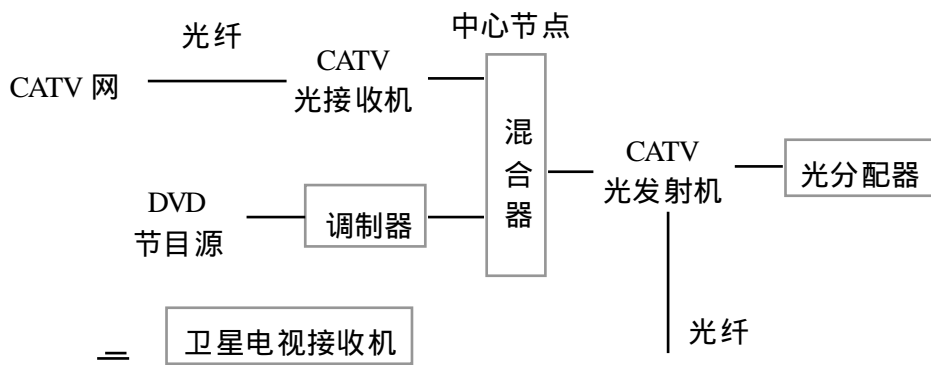 中心节点
光纤
CATV 网
CATV
光接收机
混
合
器
CATV
光发射机
光分配器
DVD
节目源
调制器
卫星电视接收机
光纤